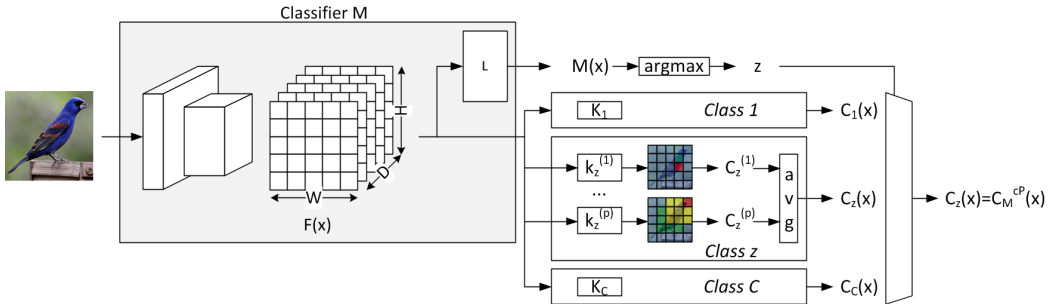 Classifier M
L
M(x)
argmax
z
H
D
W
F(x)
K1
Class 1
C1(x)
kz(1)
Cz(1)
...
kz(p)
Cz(p)
avg
Class z
Cz(x)
Cz(x)=CMcP(x)
KC
Class C
CC(x)